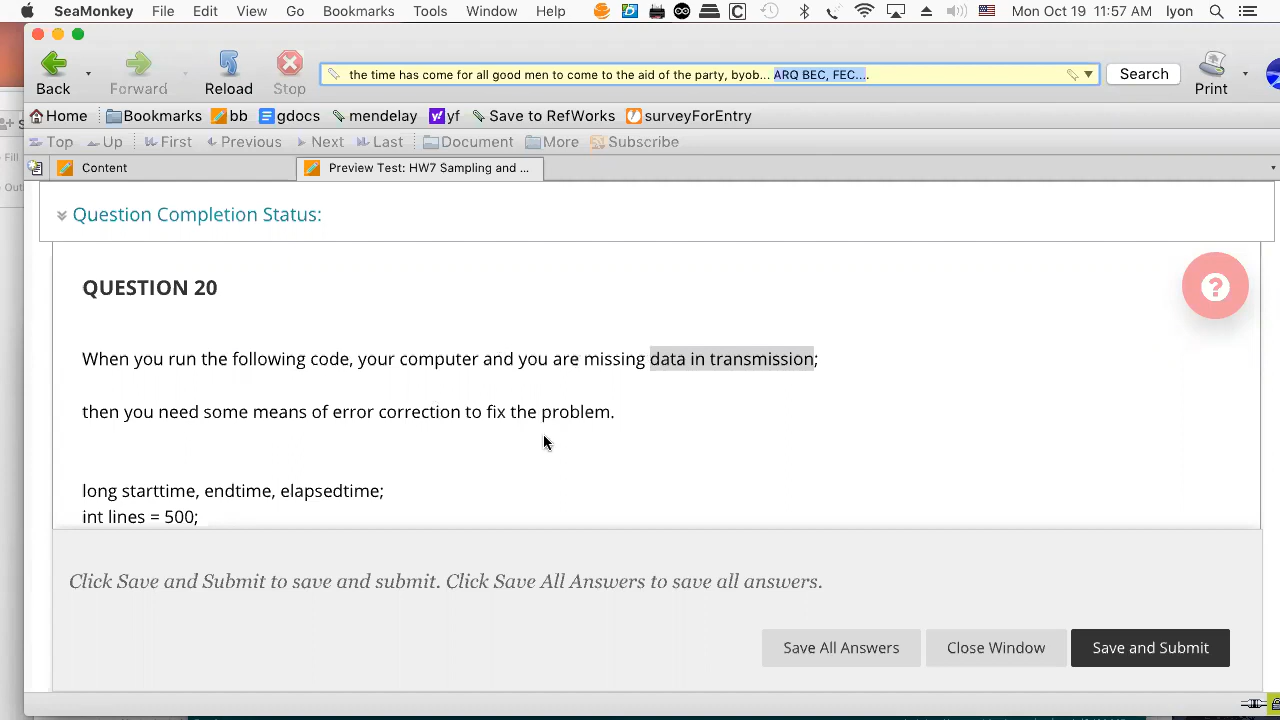 SeaMonkey File Edit View Go Bookmarks Tools Window Help Mon Oct 19 11:57 AM lyon
the time has come for all good men to come to the aid of the party, byob... ARQ BEC, FEC....
Search
Back Forward Reload Stop Print
Home Bookmarks bb gdocs mendelay yf Save to RefWorks surveyForEntry
Top Up First Previous Next Last Document More Subscribe
Content Preview Test: HW7 Sampling and ...
Fill
Question Completion Status:
QUESTION 20
When you run the following code, your computer and you are missing data in transmission;
then you need some means of error correction to fix the problem.
long starttime, endtime, elapsedtime;
int lines = 500;
Click Save and Submit to save and submit. Click Save All Answers to save all answers.
Save All Answers Close Window Save and Submit